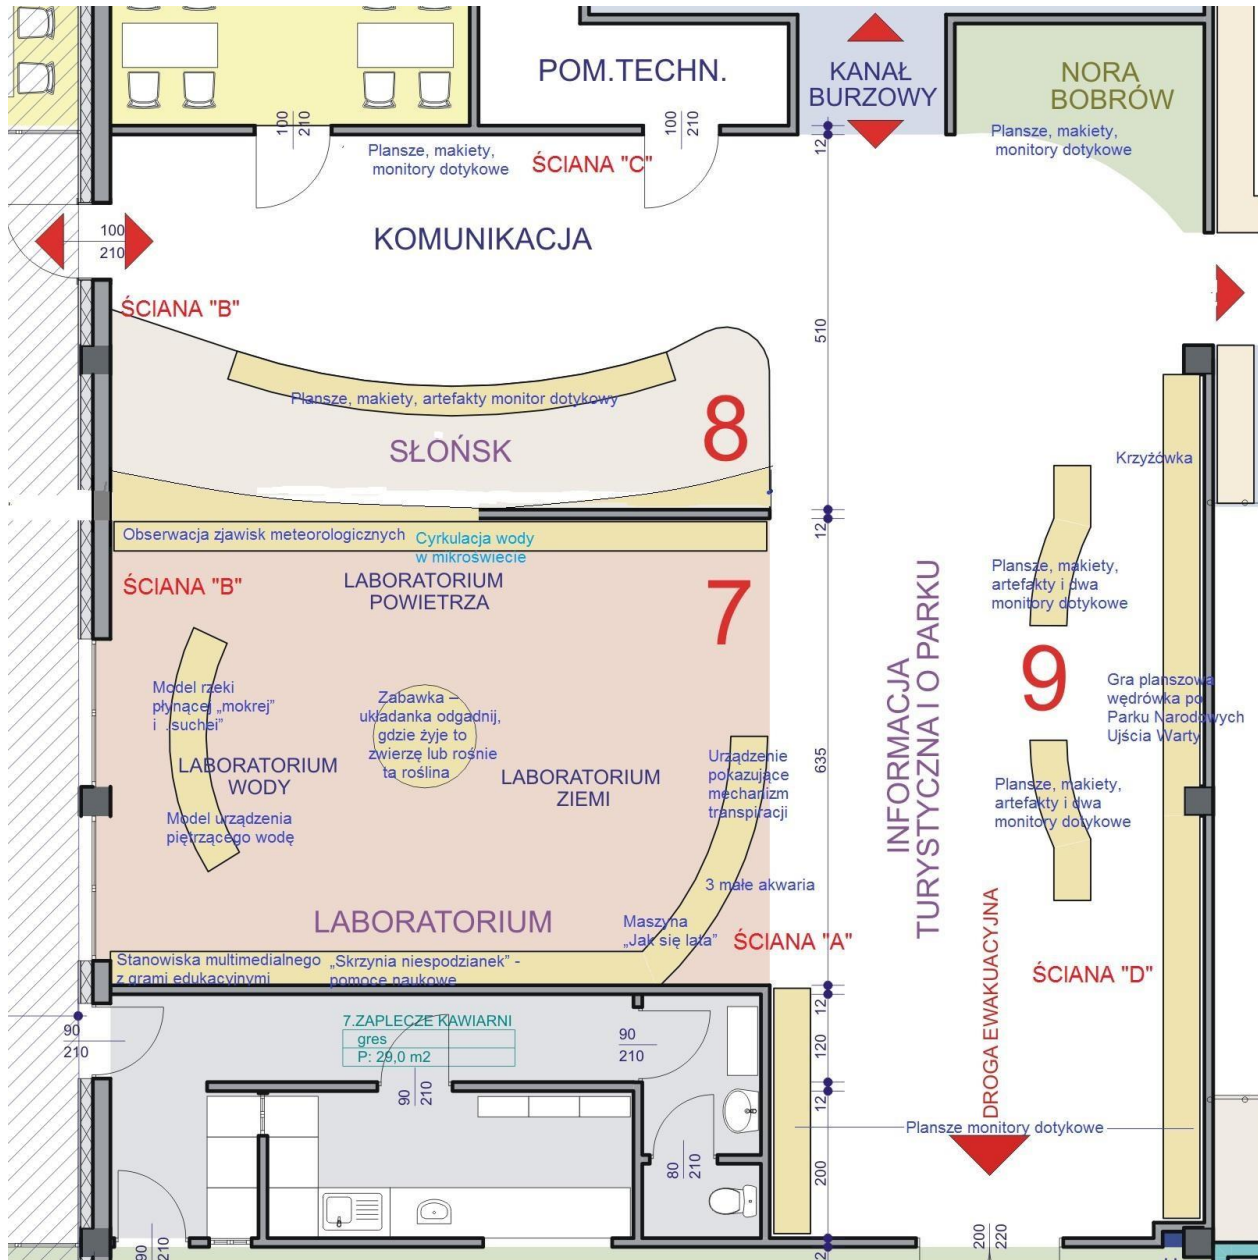 POM.TECHN.
KANAŁ
BURZOWY
NORA
BOBRÓW
100
210
100
210
12
Plansze, makiety,
monitory dotykowe
ŚCIANA "C"
Plansze, makiety,
monitory dotykowe
100
210
KOMUNIKACJA
ŚCIANA "B"
510
Plansze, makiety, artefakty monitor dotykowy
8
SŁOŃSK
Krzyżówka
12
Obserwacja zjawisk meteorologicznych
Cyrkulacja wody
w mikroświecie
ŚCIANA "B"
LABORATORIUM
POWIETRZA
7
Plansze, makiety,
artefakty i dwa
monitory dotykowe
9
Model rzeki
płynącej „mokrej”
i „suchej”
Zabawka –
układanka odgadnij,
gdzie żyje to
zwierzę lub rośnie
ta roślina
Gra planszowa
wędrówka po
Parku Narodowych
Ujścia Warty
LABORATORIUM
WODY
LABORATORIUM
ZIEMI
Urządzenie
pokazujące
mechanizm
transpiracji
635
INFORMACJA
TURYSTYCZNA I O PARKU
Plansze, makiety,
artefakty i dwa
monitory dotykowe
Model urządzenia
piętrzącego wodę
3 małe akwaria
LABORATORIUM
Maszyna
„Jak się lata”
ŚCIANA "A"
Stanowiska multimedialnego
z grami edukacyjnymi
„Skrzynia niespodzianek” -
pomoce naukowe
ŚCIANA "D"
DROGA EWAKUACYJNA
12
7.ZAPLECZE KAWIARNI
gres
P: 29,0 m2
90
210
90
210
120
90
210
12
Plansze monitory dotykowe
80
210
200
90
210
200
220